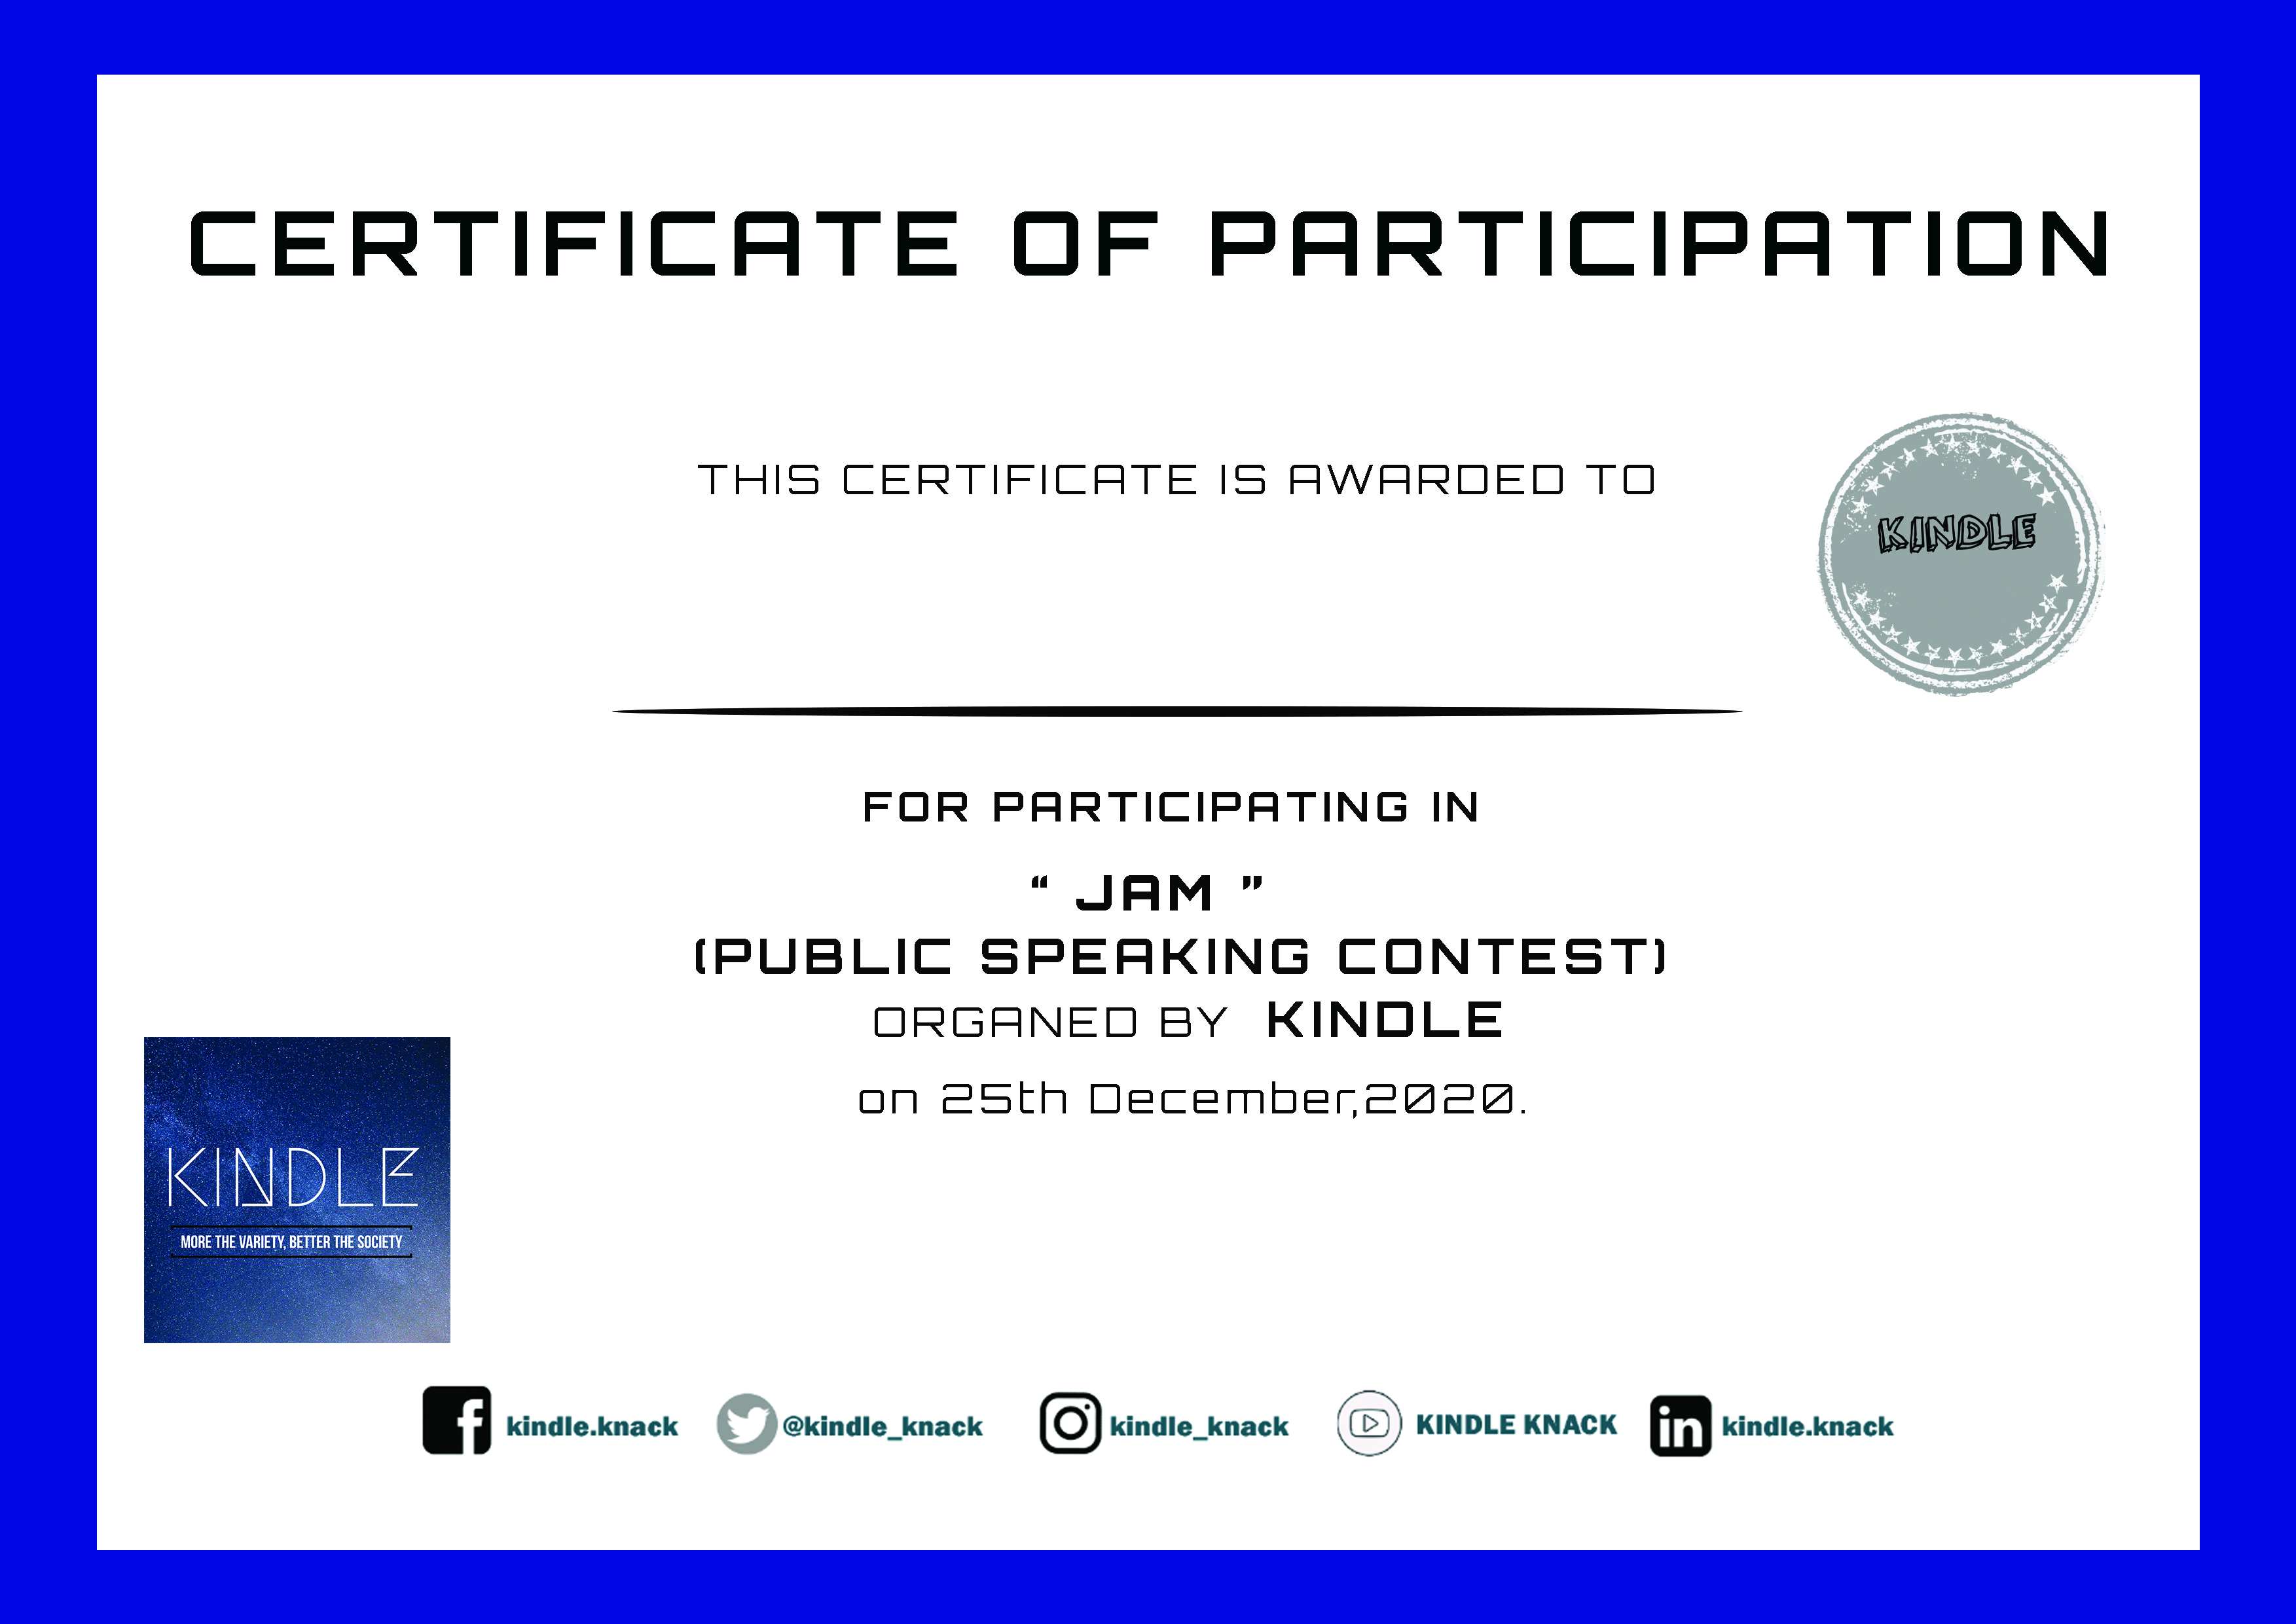 CERTIFICATE OF PARTICIPATION
THIS CERTIFICATE IS AWARDED TO
KINDLE
FOR PARTICIPATING IN
“ JAM ”
(PUBLIC SPEAKING CONTEST)
ORGANED BY KINDLE
on 25th December,2020.
KINDLE
MORE THE VARIETY, BETTER THE SOCIETY
kindle.knack @kindle_knack kindle_knack KINDLE KNACK kindle.knack